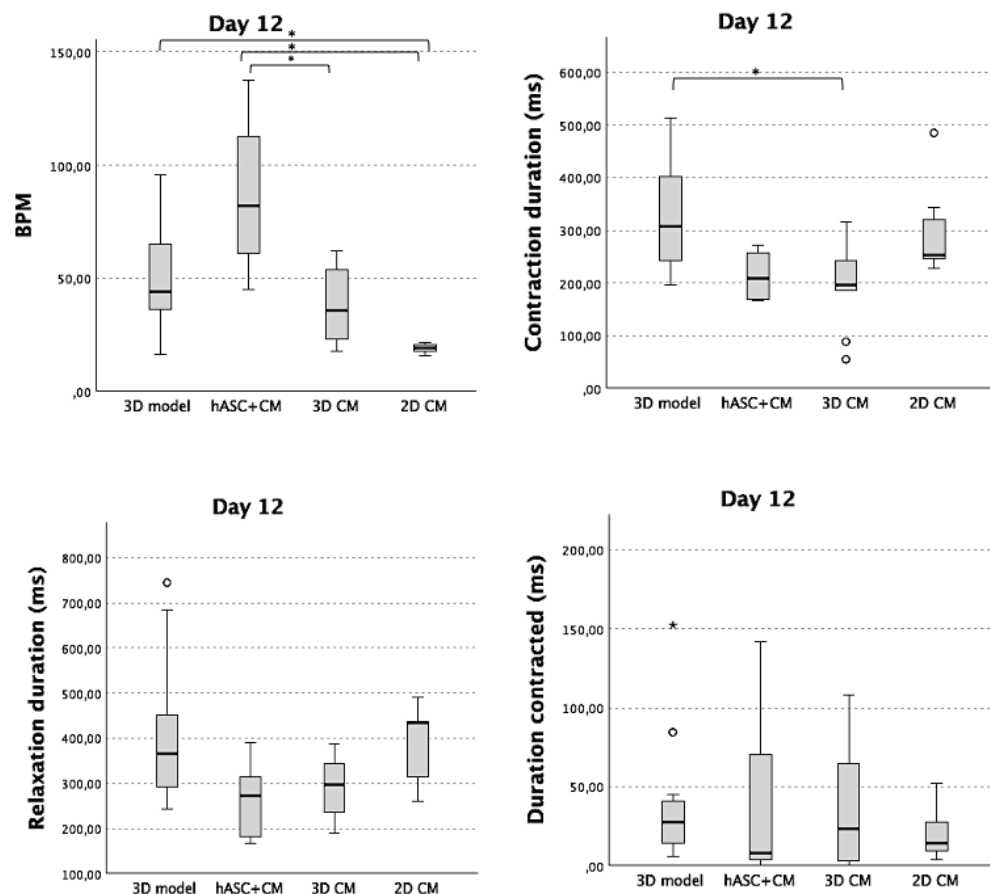 Day 12
*
*
*
BPM
150,00
100,00
50,00
,00
3D model hASC+CM 3D CM 2D CM
Day 12
*
Contraction duration (ms)
600,00
500,00
400,00
300,00
200,00
100,00
,00
3D model hASC+CM 3D CM 2D CM
Day 12
Relaxation duration (ms)
800,00
700,00
600,00
500,00
400,00
300,00
200,00
100,00
3D model hASC+CM 3D CM 2D CM
Day 12
Duration contracted (ms)
200,00
150,00
*
100,00
50,00
,00
3D model hASC+CM 3D CM 2D CM